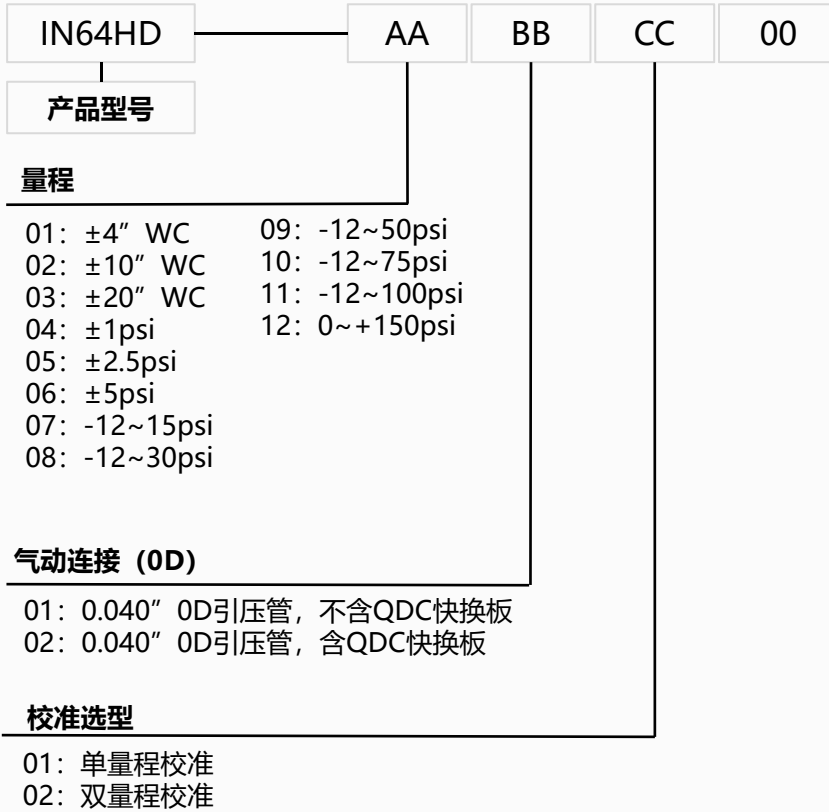 IN64HD AA BB CC 00
产品型号
量程
01：±4” WC
02：±10” WC
03：±20” WC
04：±1psi
05：±2.5psi
06：±5psi
07：-12~15psi
08：-12~30psi
09：-12~50psi
10：-12~75psi
11：-12~100psi
12：0~+150psi
气动连接（0D）
01：0.040” 0D引压管，不含QDC快换板
02：0.040” 0D引压管，含QDC快换板
校准选型
01：单量程校准
02：双量程校准